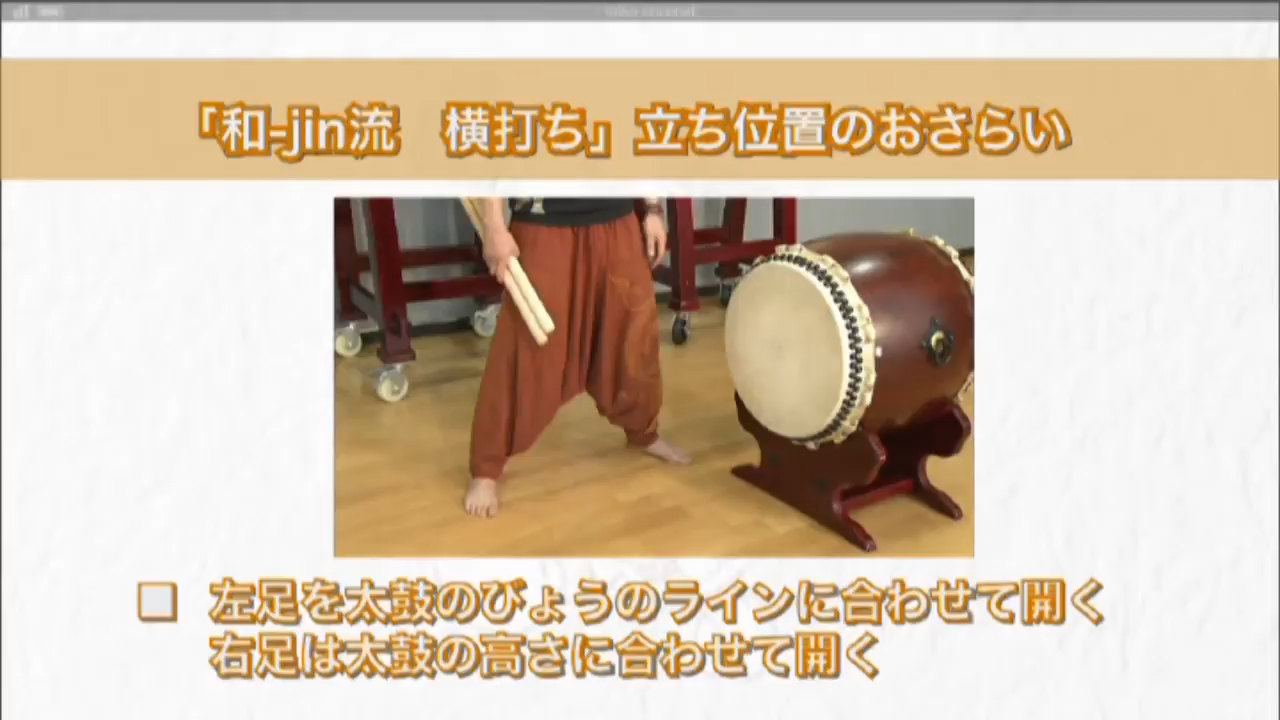 「和-jin流　横打ち」立ち位置のおさらい
□ 左足を太鼓のびょうのラインに合わせて開く
右足は太鼓の高さに合わせて開く